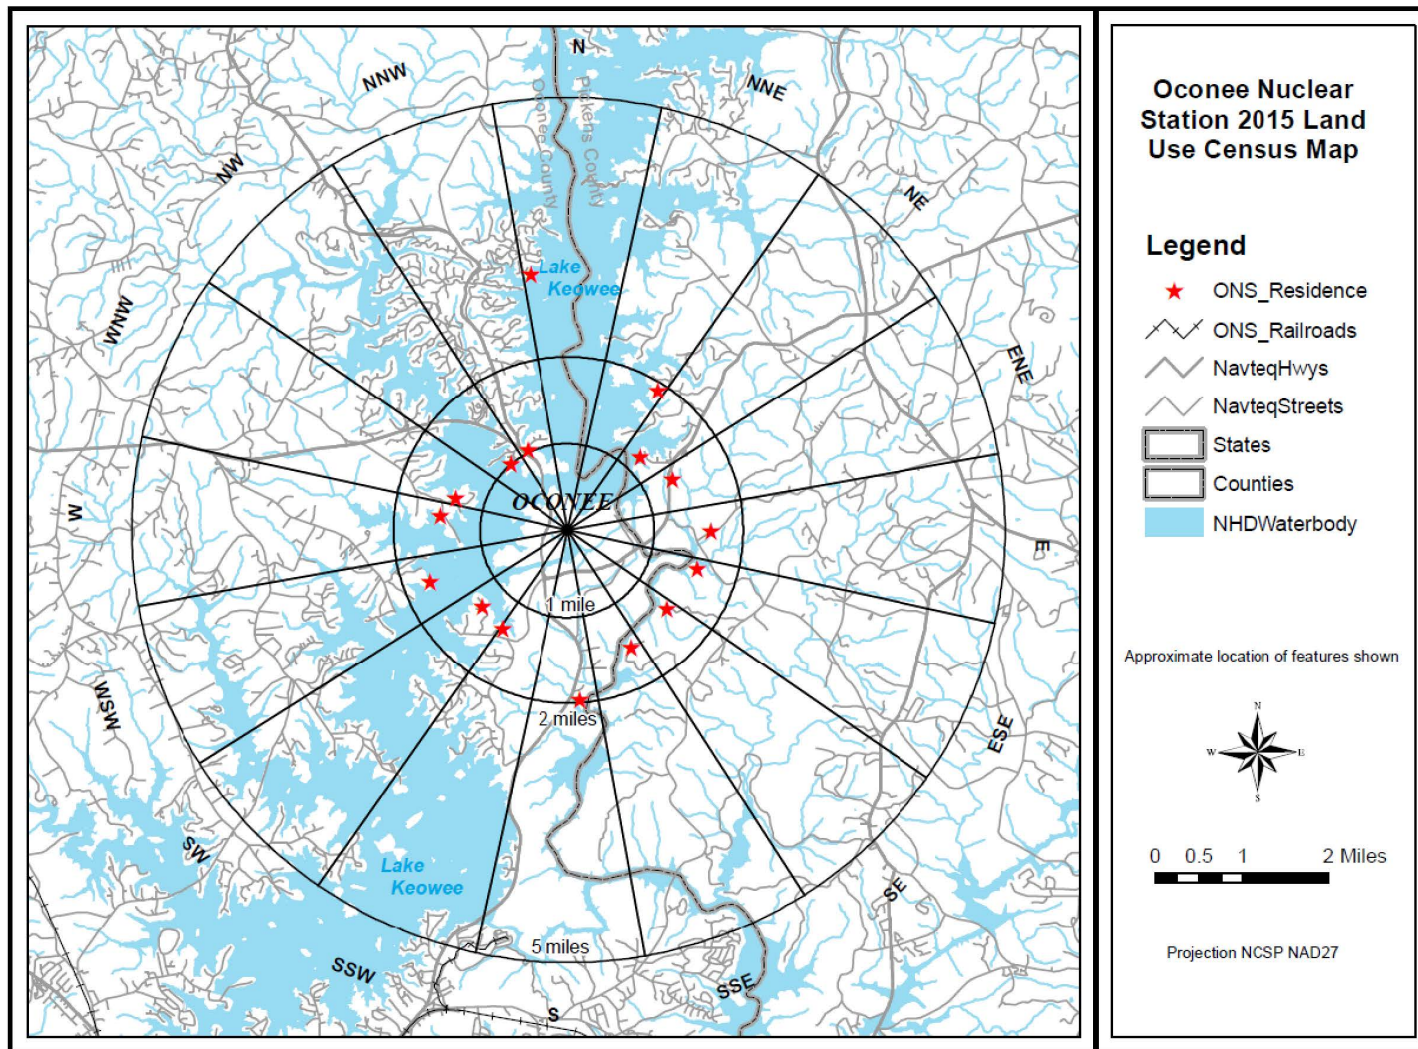 N
NNW
NNE
NW
NE
WNW
ENE
W
E
WSW
ESE
SW
SE
SSW
SSE
S
Oconee County
Pickens County
Lake
Keowee
OCONEE
1 mile
2 miles
5 miles
Lake
Keowee
Oconee Nuclear
Station 2015 Land
Use Census Map
Legend
ONS_Residence
ONS_Railroads
NavteqHwys
NavteqStreets
States
Counties
NHDWaterbody
Approximate location of features shown
N
W E
S
0 0.5 1 2 Miles
Projection NCSP NAD27